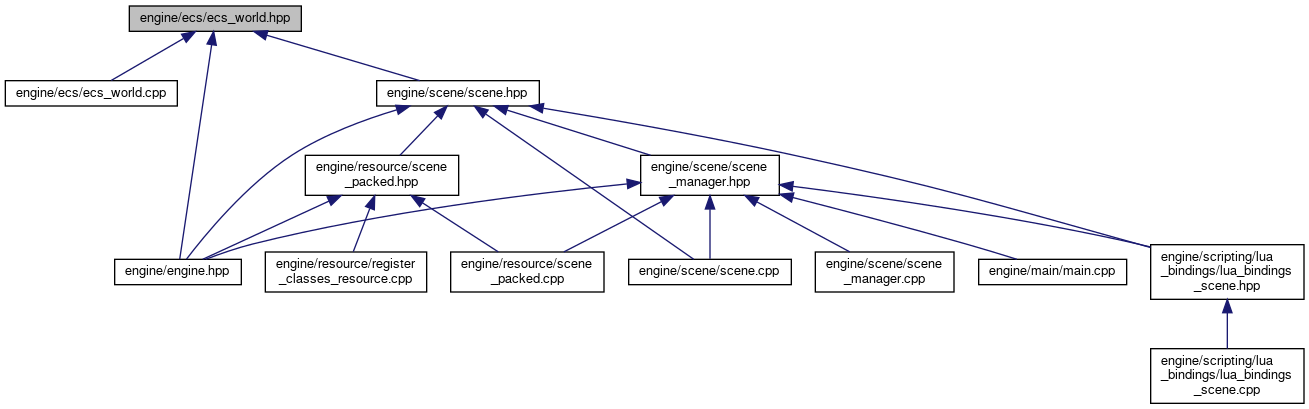 engine/ecs/ecs_world.hpp
engine/ecs/ecs_world.cpp
engine/scene/scene.hpp
engine/resource/scene
_packed.hpp
engine/scene/scene
_manager.hpp
engine/engine.hpp
engine/resource/register
_classes_resource.cpp
engine/resource/scene
_packed.cpp
engine/scene/scene.cpp
engine/scene/scene
_manager.cpp
engine/main/main.cpp
engine/scripting/lua
_bindings/lua_bindings
_scene.hpp
engine/scripting/lua
_bindings/lua_bindings
_scene.cpp